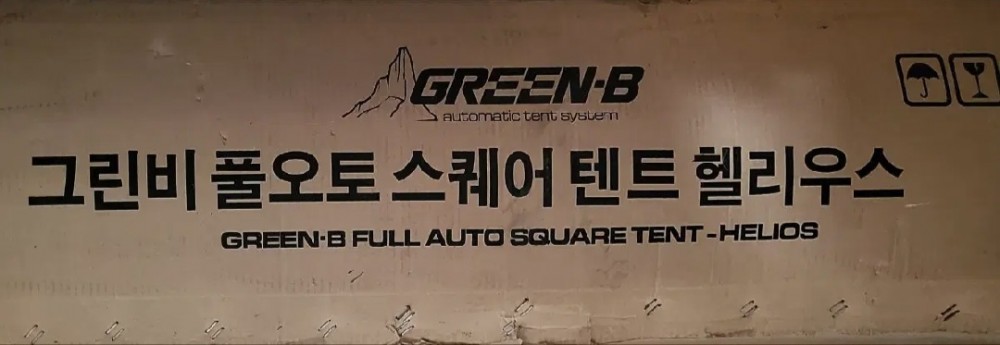 GREEN-B
automatic tent system
그린비 풀오토 스퀘어 텐트 헬리우스
GREEN-B FULL AUTO SQUARE TENT - HELIOS